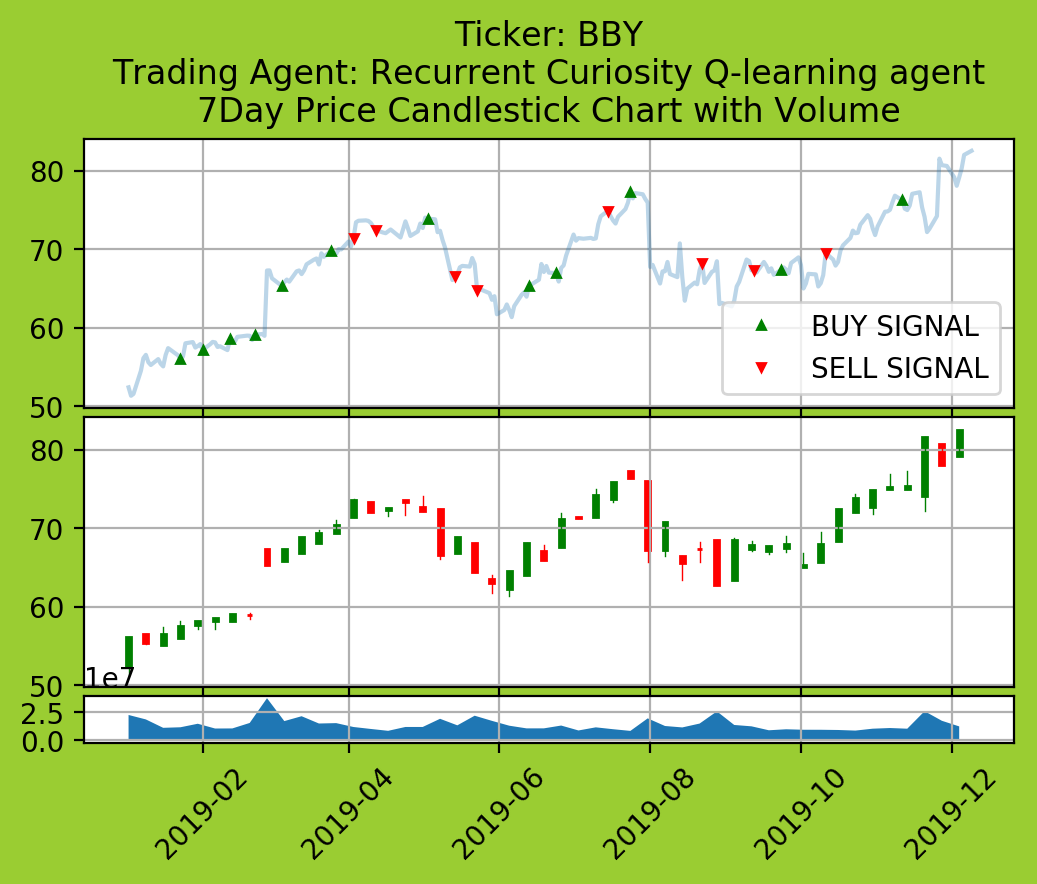 Ticker: BBY
Trading Agent: Recurrent Curiosity Q-learning agent
7Day Price Candlestick Chart with Volume
80
70
60
50
BUY SIGNAL
SELL SIGNAL
80
70
60
50
1e7
2.5
0.0
2019-02
2019-04
2019-06
2019-08
2019-10
2019-12